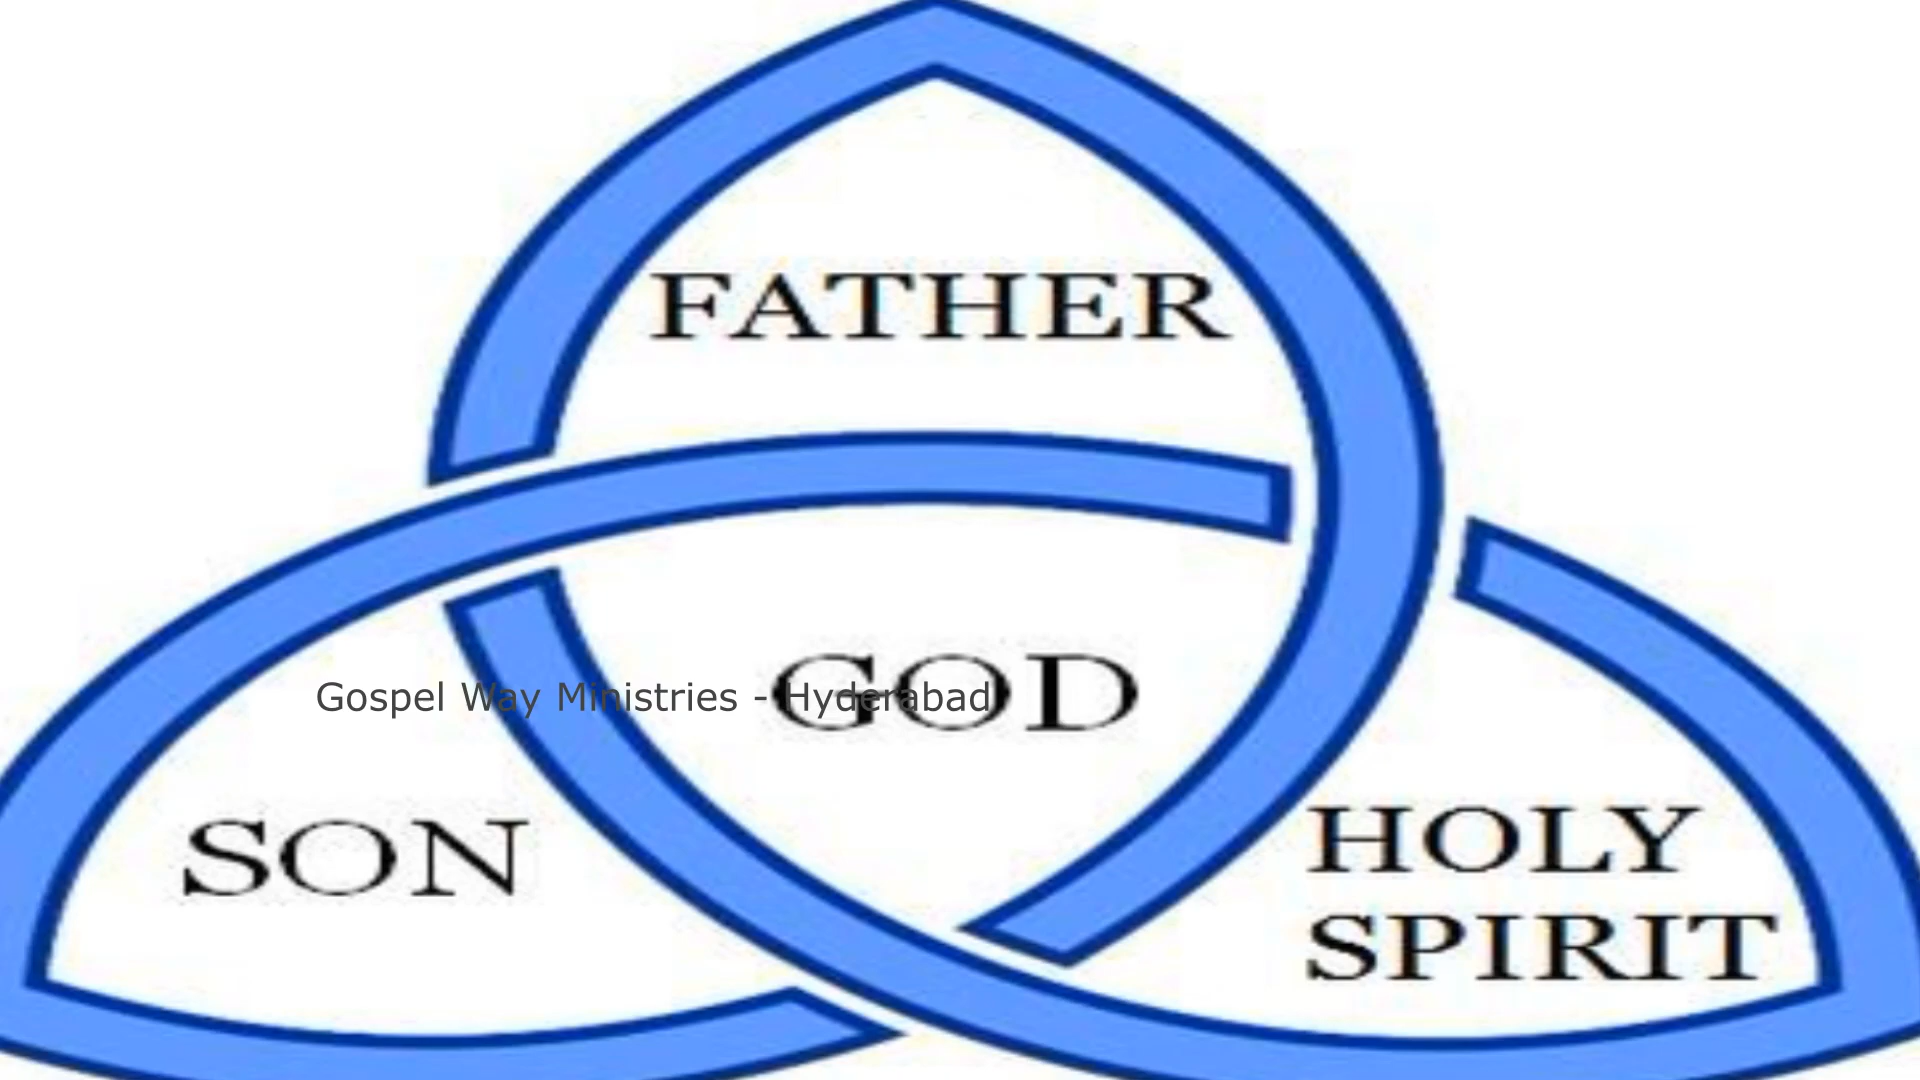 FATHER
GOD
Gospel Way Ministries - Hyderabad
SON
HOLY
SPIRIT